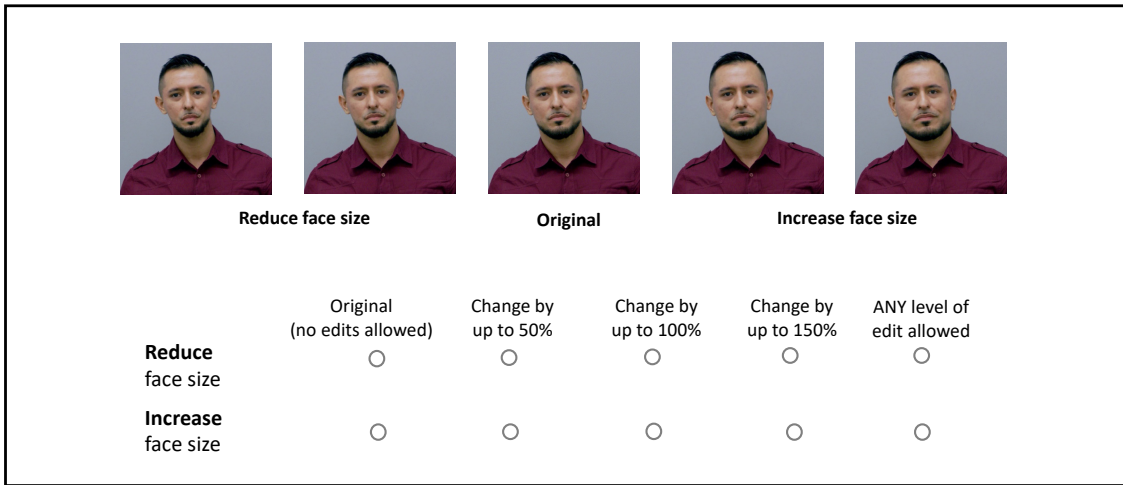 Reduce face size
Original
Increase face size
Original
(no edits allowed)
Change by
up to 50%
Change by
up to 100%
Change by
up to 150%
ANY level of
edit allowed
Reduce
face size
Increase
face size